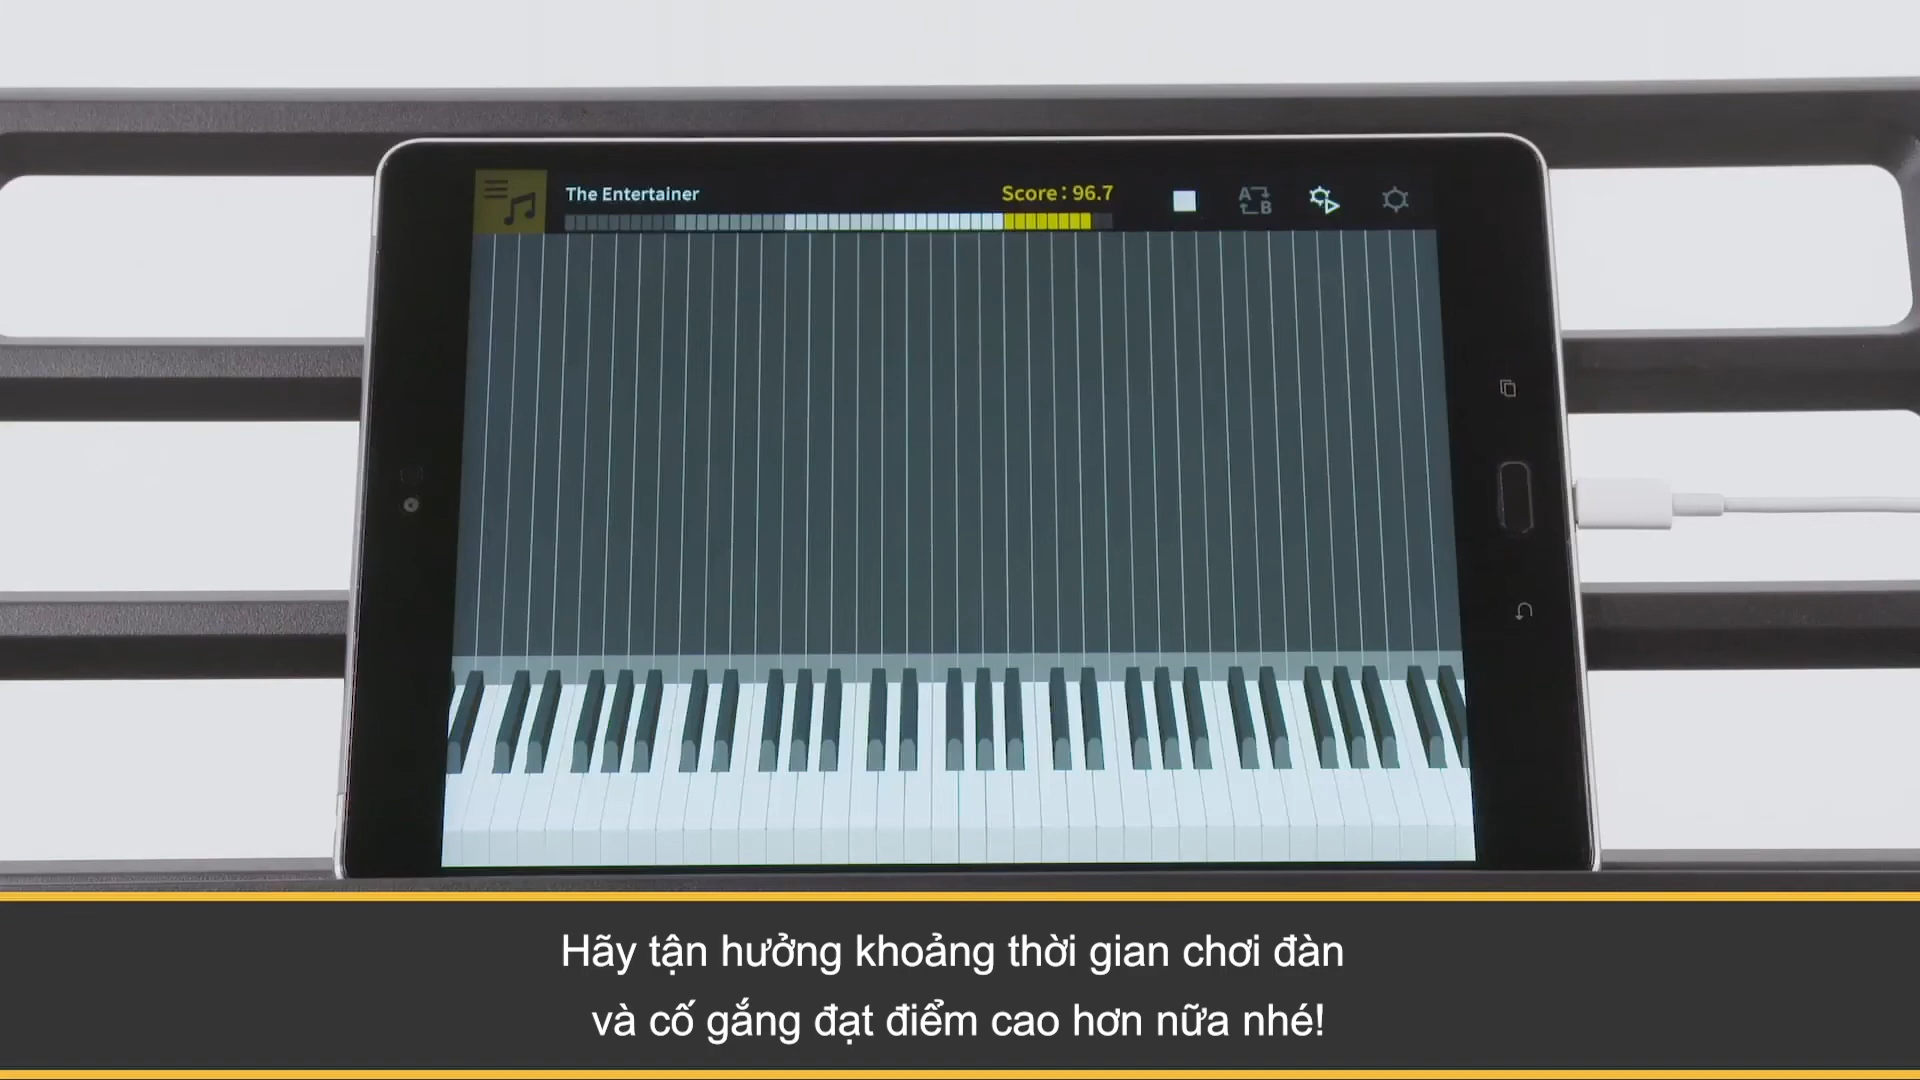 The Entertainer
Score: 96.7
A
B
Hãy tận hưởng khoảng thời gian chơi đàn
và cố gắng đạt điểm cao hơn nữa nhé!